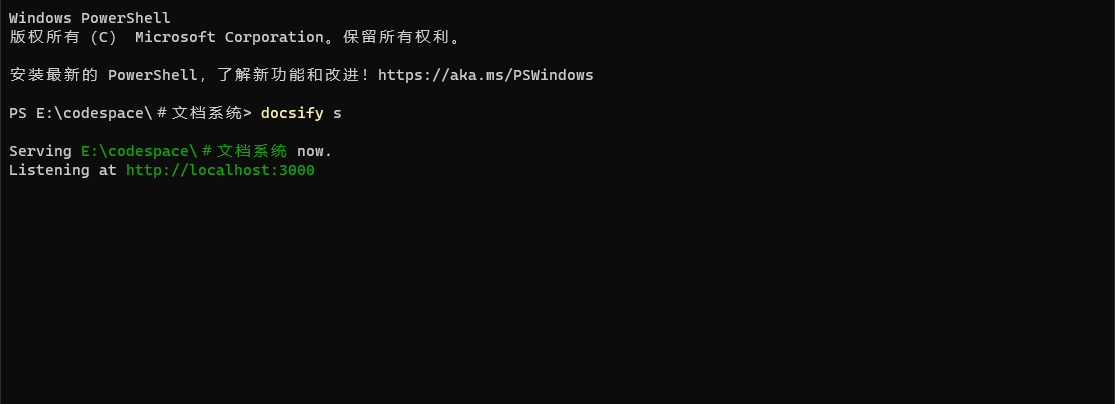 Windows PowerShell
版权所有 (C)  Microsoft Corporation。保留所有权利。
安装最新的 PowerShell，了解新功能和改进！https://aka.ms/PSWindows
PS E:\codespace\＃文档系统> docsify s
Serving E:\codespace\＃文档系统 now.
Listening at http://localhost:3000